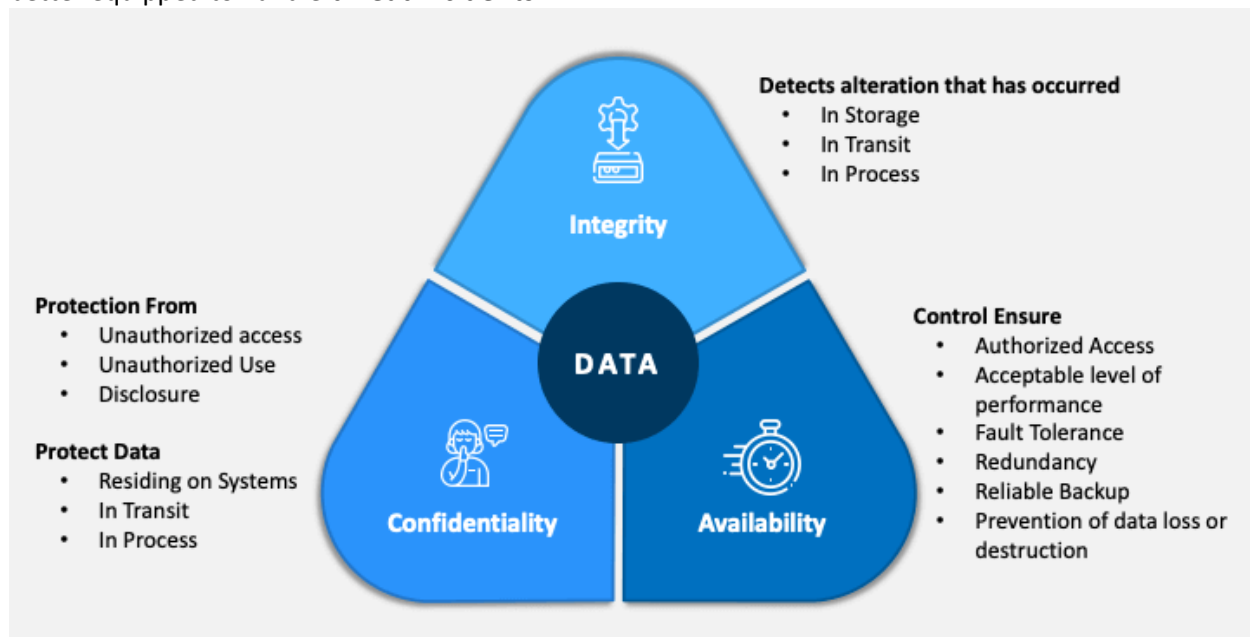 Detects alteration that has occurred
• In Storage
• In Transit
• In Process
Integrity
Protection From
• Unauthorized access
• Unauthorized Use
• Disclosure
Protect Data
• Residing on Systems
• In Transit
• In Process
DATA
Confidentiality
Availability
Control Ensure
• Authorized Access
• Acceptable level of
performance
• Fault Tolerance
• Redundancy
• Reliable Backup
• Prevention of data loss or
destruction